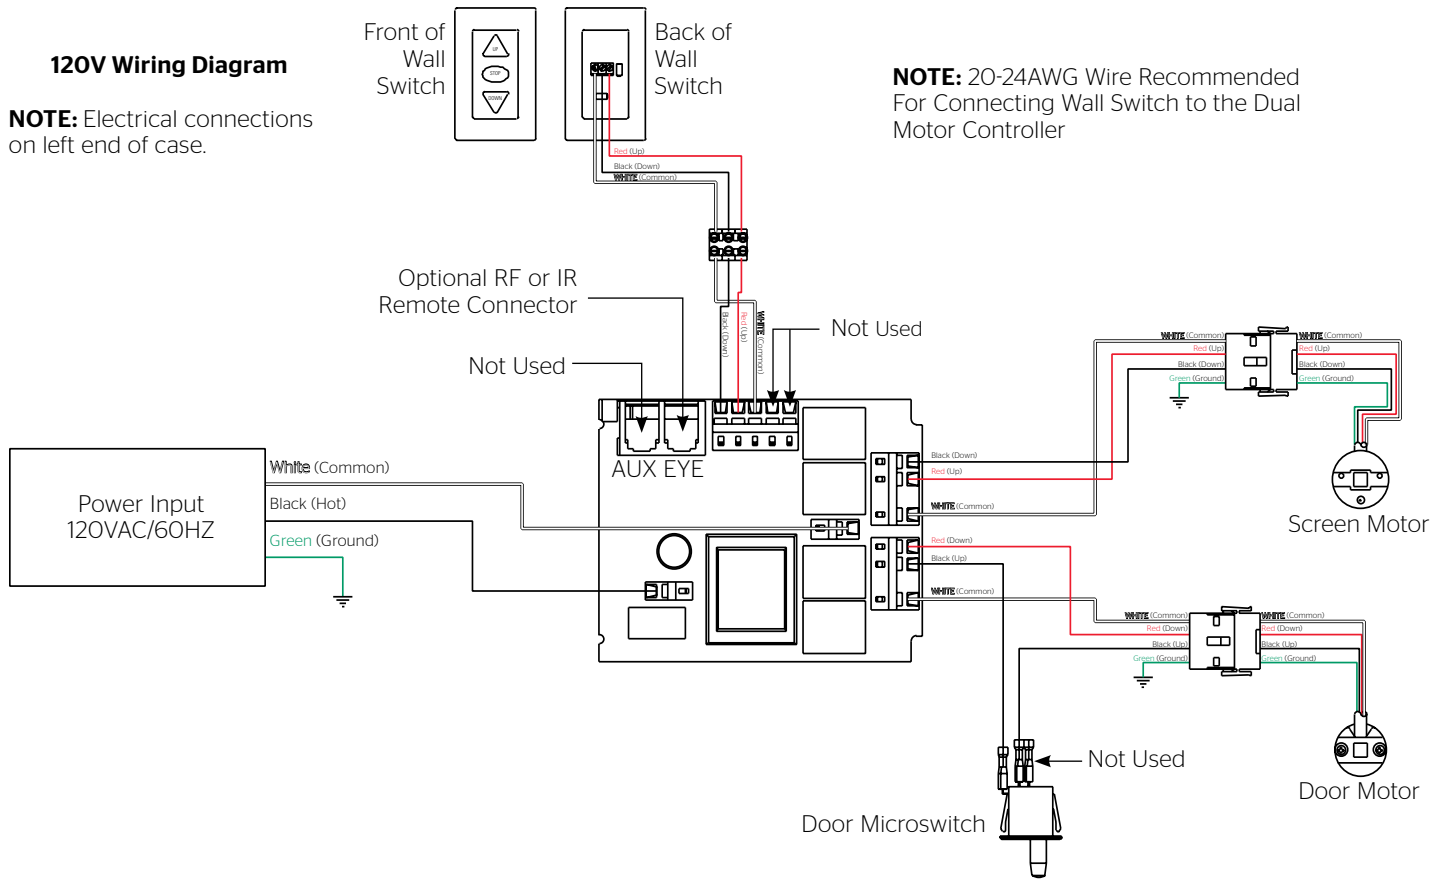 120V Wiring Diagram
NOTE: Electrical connections
on left end of case.
Front of
Wall
Switch
UP
STOP
DOWN
Back of
Wall
Switch
NOTE: 20-24AWG Wire Recommended
For Connecting Wall Switch to the Dual
Motor Controller
Red (Up)
Black (Down)
WHITE (Common)
Optional RF or IR
Remote Connector
Not Used
Black (Down)
Red (Up)
WHITE (Common)
Not Used
AUX EYE
Power Input
120VAC/60HZ
White (Common)
Black (Hot)
Green (Ground)
Black (Down)
Red (Up)
WHITE (Common)
Red (Down)
Black (Up)
WHITE (Common)
WHITE (Common)
Red (Up)
Black (Down)
Green (Ground)
WHITE (Common)
Red (Up)
Black (Down)
Green (Ground)
Screen Motor
WHITE (Common)
Red (Down)
Black (Up)
Green (Ground)
WHITE (Common)
Red (Down)
Black (Up)
Green (Ground)
Door Motor
Not Used
Door Microswitch